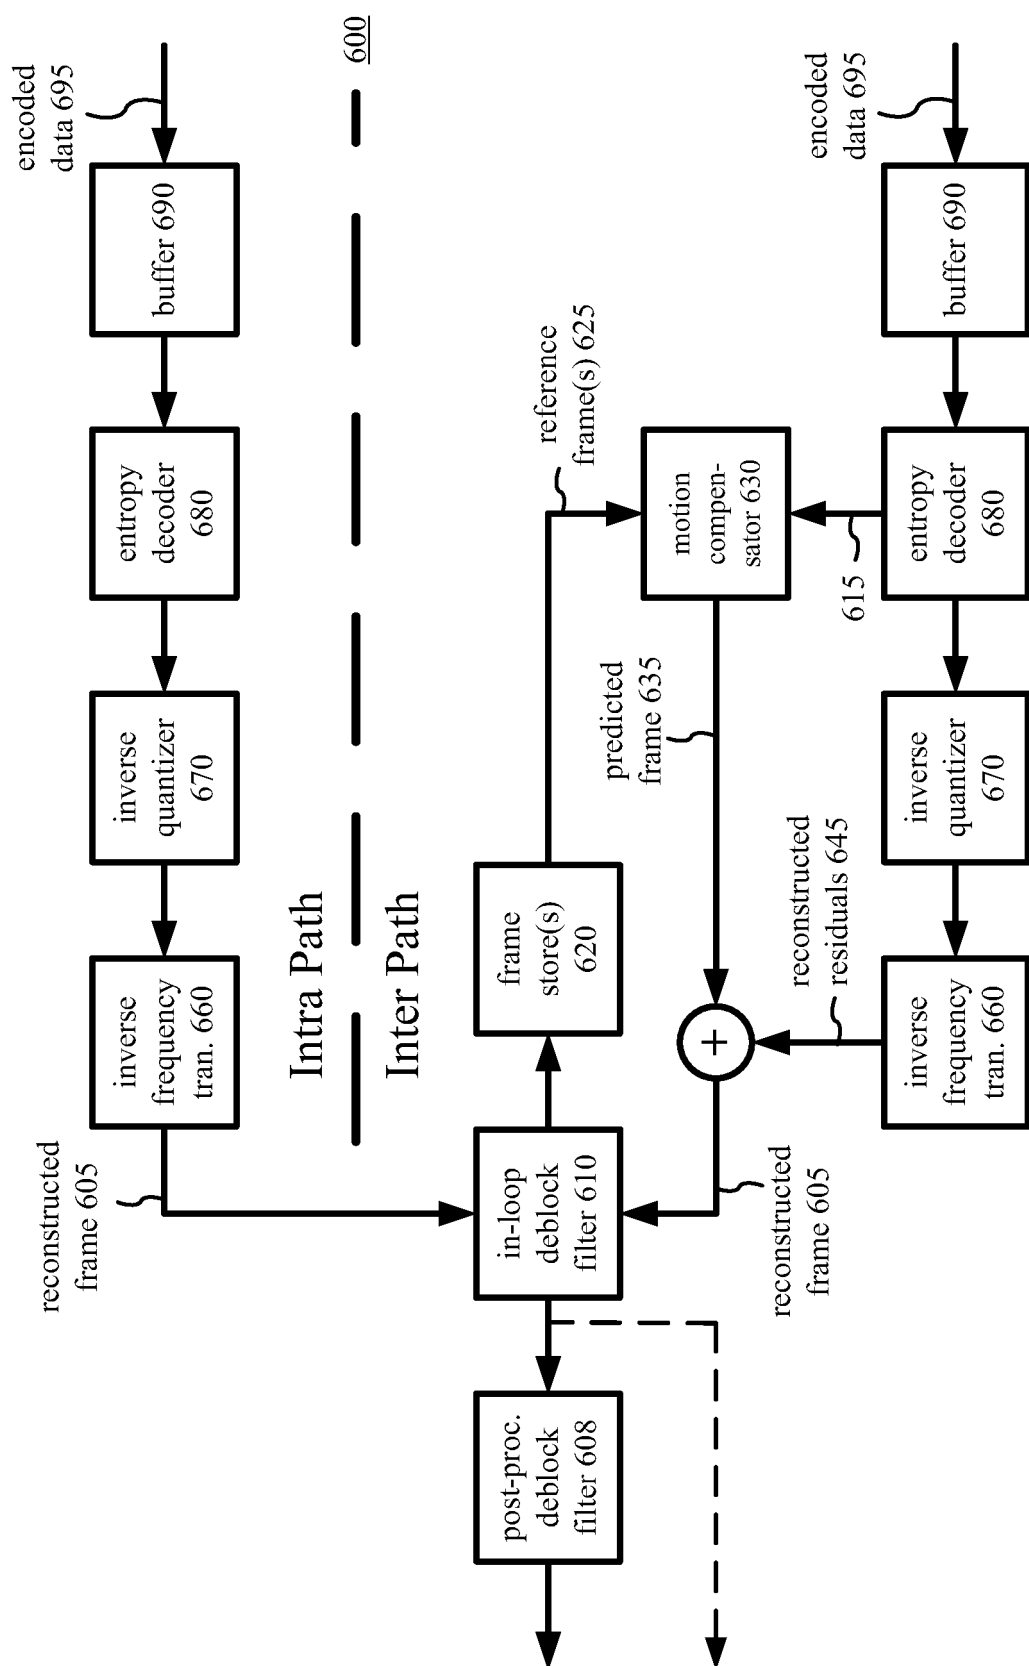 600
encoded
data 695
buffer 690
entropy
decoder
680
inverse
quantizer
670
inverse
frequency
tran. 660
reconstructed
frame 605
Intra Path
Inter Path
post-proc.
deblock
filter 608
in-loop
deblock
filter 610
frame
store(s)
620
reference
frame(s) 625
motion
compen-
sator 630
predicted
frame 635
615
reconstructed
frame 605
+
reconstructed
residuals 645
encoded
data 695
buffer 690
entropy
decoder
680
inverse
quantizer
670
inverse
frequency
tran. 660